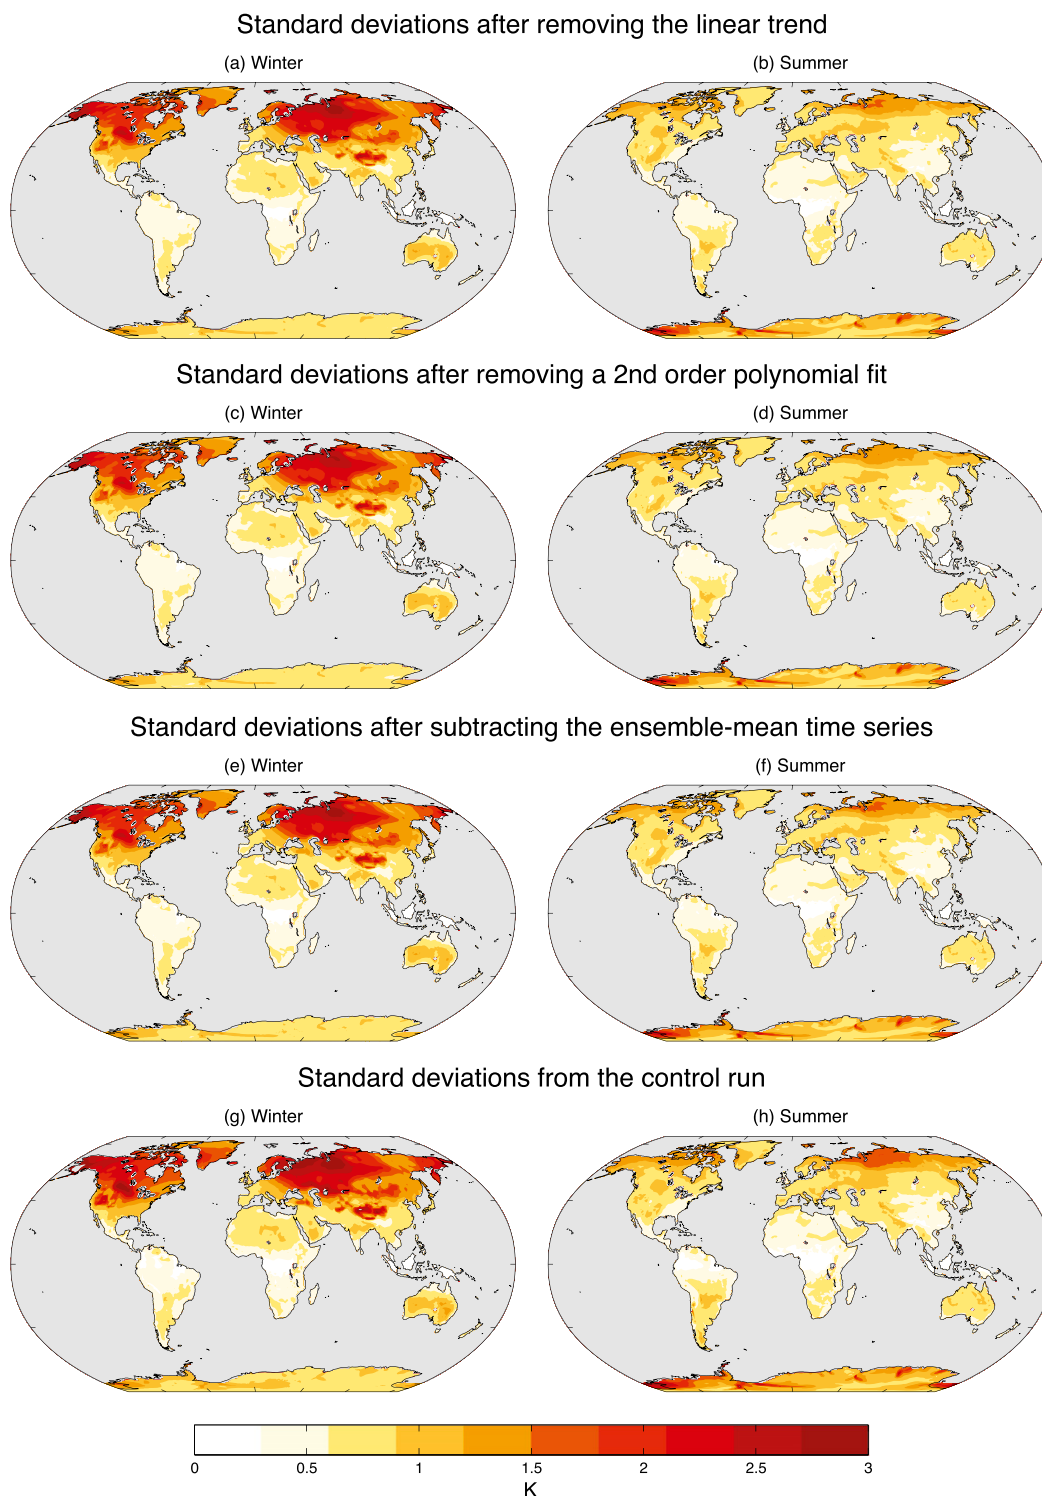 Standard deviations after removing the linear trend
(a) Winter
(b) Summer
Standard deviations after removing a 2nd order polynomial fit
(c) Winter
(d) Summer
Standard deviations after subtracting the ensemble-mean time series
(e) Winter
(f) Summer
Standard deviations from the control run
(g) Winter
(h) Summer
0 0.5 1 1.5 2 2.5 3
K